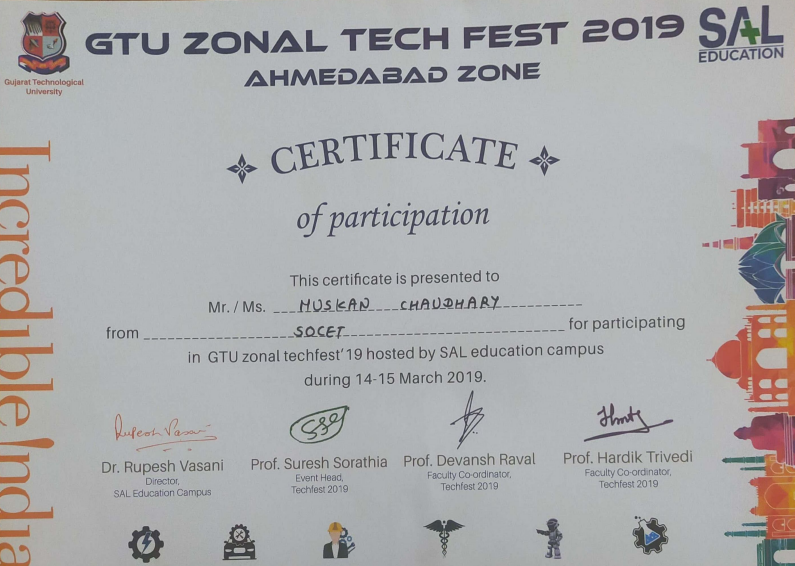 GTU ZONAL TECH FEST 2019
AHMEDABAD ZONE
Gujarat Technological
University
SAL
EDUCATION
Incredible India
CERTIFICATE
of participation
This certificate is presented to
Mr. / Ms. MUSKAN CHAUDHARY
from SOCET for participating
in GTU zonal techfest'19 hosted by SAL education campus
during 14-15 March 2019.
Rupesh Vasani
Dr. Rupesh Vasani
Director,
SAL Education Campus
Prof. Suresh Sorathia
Event Head,
Techfest 2019
Prof. Devansh Raval
Faculty Co-ordinator,
Techfest 2019
Prof. Hardik Trivedi
Faculty Co-ordinator,
Techfest 2019